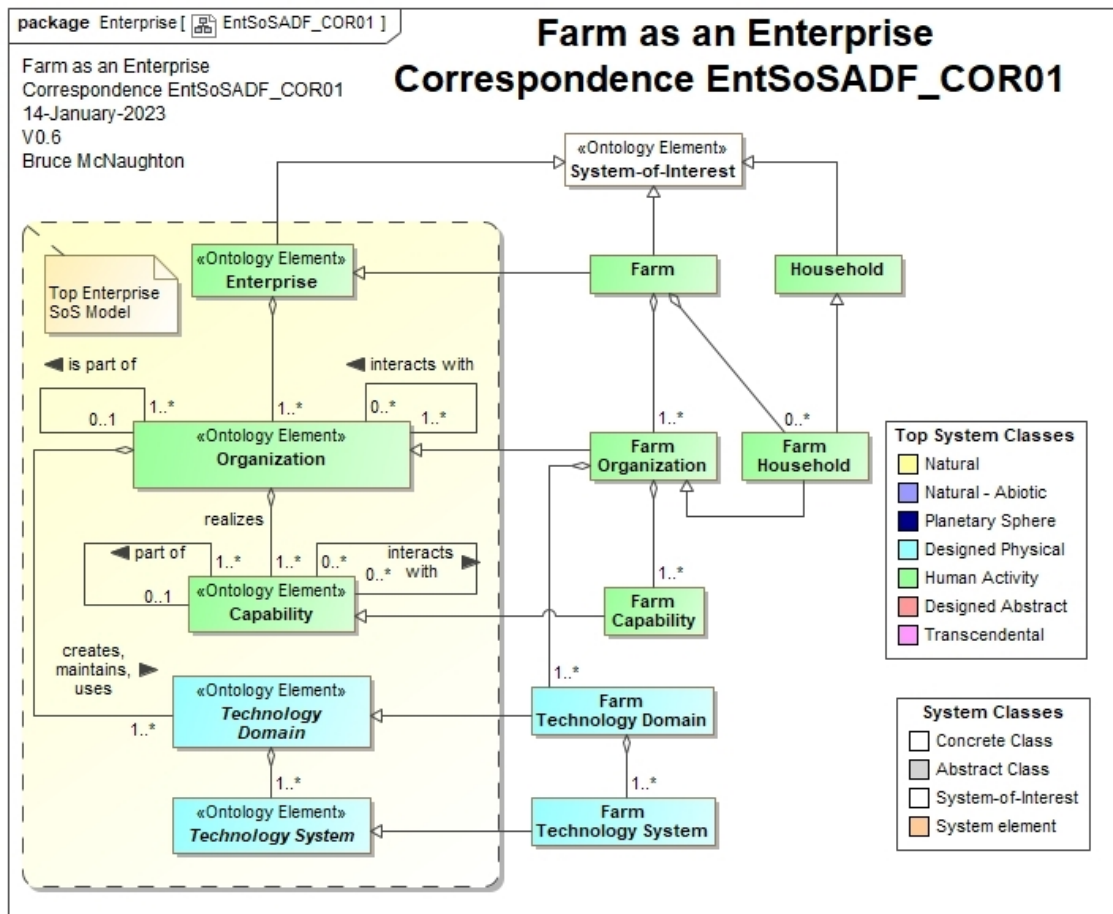 package Enterprise [ EntSoSADF_COR01 ]
Farm as an Enterprise
Correspondence EntSoSADF_COR01
Farm as an Enterprise
Correspondence EntSoSADF_COR01
14-January-2023
V0.6
Bruce McNaughton
«Ontology Element»
System-of-Interest
Top Enterprise
SoS Model
«Ontology Element»
Enterprise
Farm
Household
is part of
interacts with
0..1
1..*
1..*
0..*
1..*
1..*
0..*
«Ontology Element»
Organization
Farm
Organization
Farm
Household
realizes
part of
1..*
0..1
1..*
0..*
0..*
interacts
with
1..*
«Ontology Element»
Capability
Farm
Capability
creates,
maintains,
uses
1..*
1..*
«Ontology Element»
Technology
Domain
Farm
Technology Domain
1..*
1..*
«Ontology Element»
Technology System
Farm
Technology System
Top System Classes
Natural
Natural - Abiotic
Planetary Sphere
Designed Physical
Human Activity
Designed Abstract
Transcendental
System Classes
Concrete Class
Abstract Class
System-of-Interest
System element